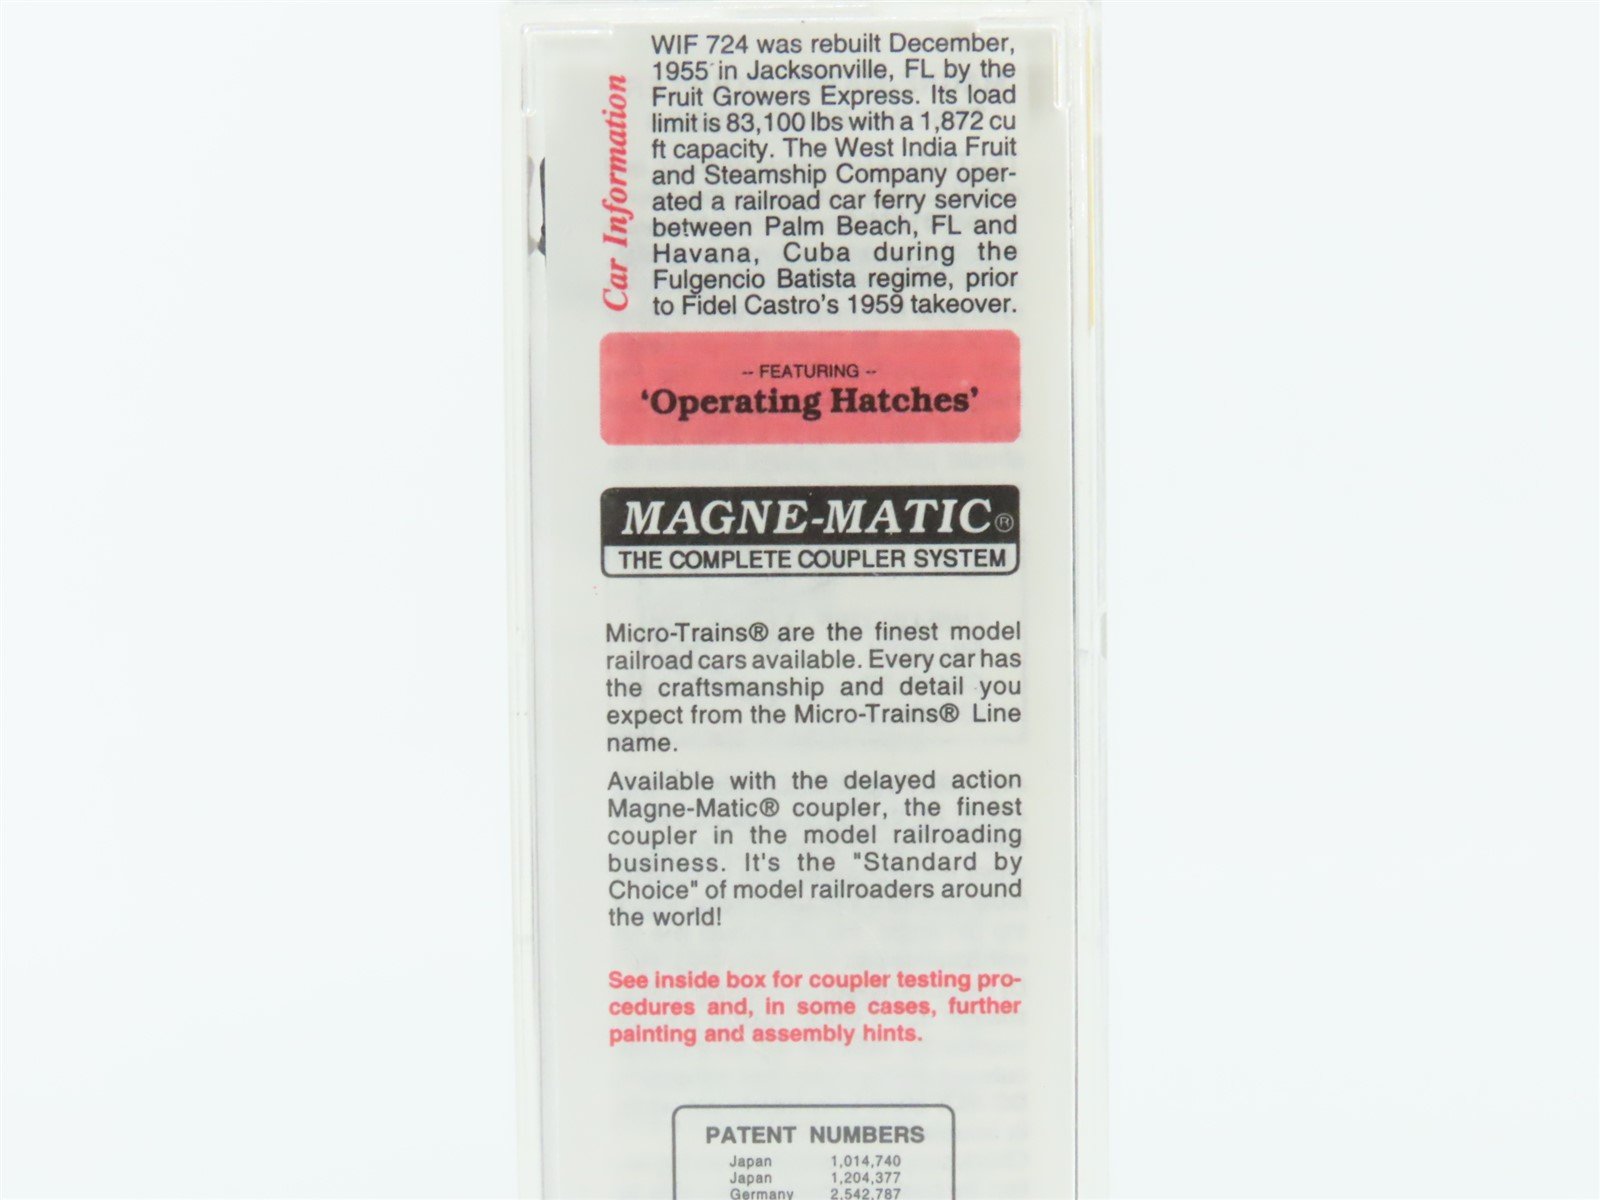 Car Information
WIF 724 was rebuilt December,
1955 in Jacksonville, FL by the
Fruit Growers Express. Its load
limit is 83,100 lbs with a 1,872 cu
ft capacity. The West India Fruit
and Steamship Company oper-
ated a railroad car ferry service
between Palm Beach, FL and
Havana, Cuba during the
Fulgencio Batista regime, prior
to Fidel Castro's 1959 takeover.
-- FEATURING --
'Operating Hatches'
MAGNE-MATIC®
THE COMPLETE COUPLER SYSTEM
Micro-Trains® are the finest model
railroad cars available. Every car has
the craftsmanship and detail you
expect from the Micro-Trains® Line
name.
Available with the delayed action
Magne-Matic® coupler, the finest
coupler in the model railroading
business. It's the "Standard by
Choice" of model railroaders around
the world!
See inside box for coupler testing pro-
cedures and, in some cases, further
painting and assembly hints.
PATENT NUMBERS
Japan 1,014,740
Japan 1,204,377
Germany 2,542,787